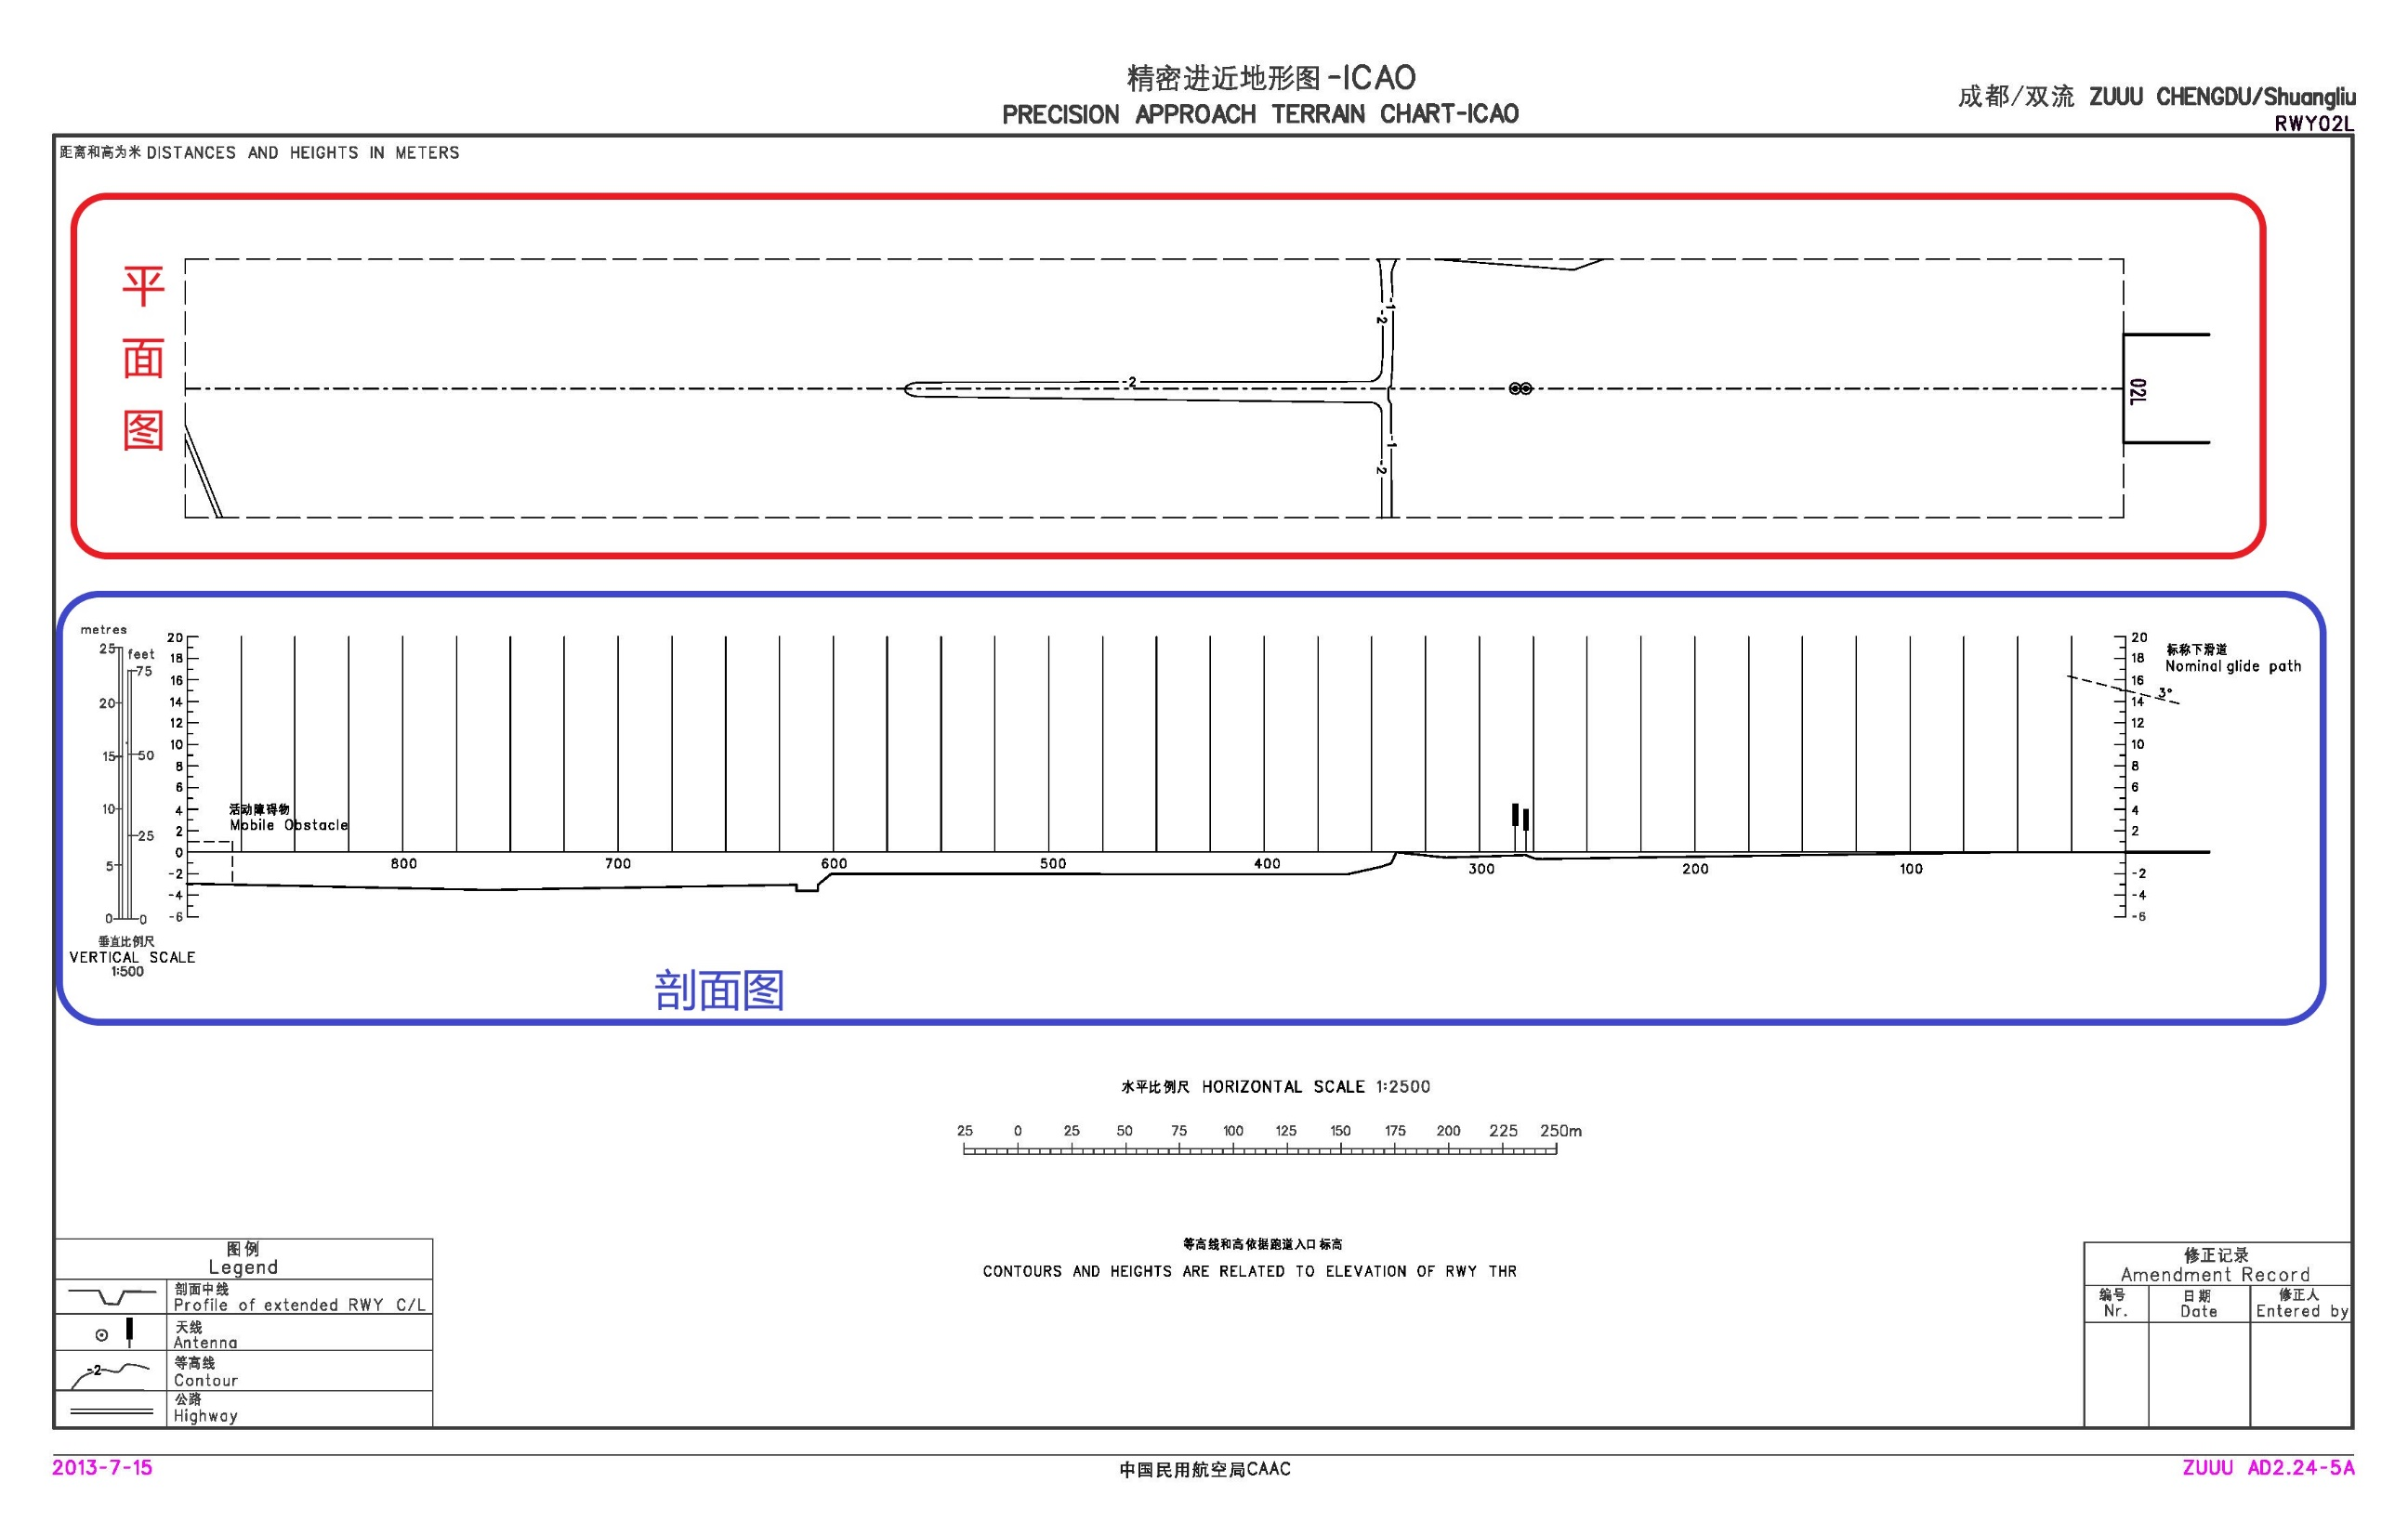 精密进近地形图-ICAO
PRECISION APPROACH TERRAIN CHART-ICAO
成都/双流 ZUUU CHENGDU/Shuangliu
RWY02L
距离和高为米 DISTANCES AND HEIGHTS IN METERS
平
面
图
-1
-2
-2
02L
-1
-2
metres
feet
25
20
15
10
5
0
75
50
25
0
20
18
16
14
12
10
8
6
4
2
0
-2
-4
-6
活动障碍物
Mobile Obstacle
800
700
600
500
400
300
200
100
20
18
16
14
12
10
8
6
4
2
-2
-4
-6
标称下滑道
Nominal glide path
3°
垂直比例尺
VERTICAL SCALE
1:500
剖面图
水平比例尺 HORIZONTAL SCALE 1:2500
25 0 25 50 75 100 125 150 175 200 225 250m
等高线和高依据跑道入口标高
CONTOURS AND HEIGHTS ARE RELATED TO ELEVATION OF RWY THR
图例
Legend
剖面中线
Profile of extended RWY C/L
天线
Antenna
-2
等高线
Contour
公路
Highway
修正记录
Amendment Record
编号 日期 修正人
Nr. Date Entered by
2013-7-15
中国民用航空局CAAC
ZUUU AD2.24-5A